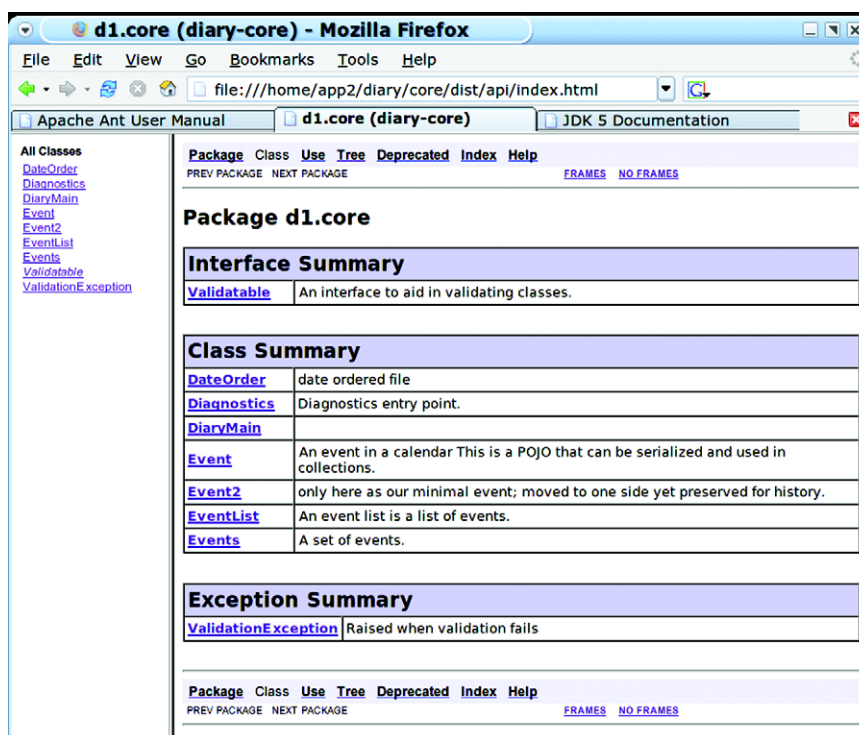 d1.core (diary-core) - Mozilla Firefox
File Edit View Go Bookmarks Tools Help
file:///home/app2/diary/core/dist/api/index.html
G
Apache Ant User Manual
d1.core (diary-core)
JDK 5 Documentation
All Classes
DateOrder
Diagnostics
DiaryMain
Event
Event2
EventList
Events
Validatable
ValidationException
Package Class Use Tree Deprecated Index Help
PREV PACKAGE NEXT PACKAGE
FRAMES NO FRAMES
Package d1.core
Interface Summary
Validatable An interface to aid in validating classes.
Class Summary
DateOrder date ordered file
Diagnostics Diagnostics entry point.
DiaryMain
Event An event in a calendar This is a POJO that can be serialized and used in
collections.
Event2 only here as our minimal event; moved to one side yet preserved for history.
EventList An event list is a list of events.
Events A set of events.
Exception Summary
ValidationException Raised when validation fails
Package Class Use Tree Deprecated Index Help
PREV PACKAGE NEXT PACKAGE
FRAMES NO FRAMES